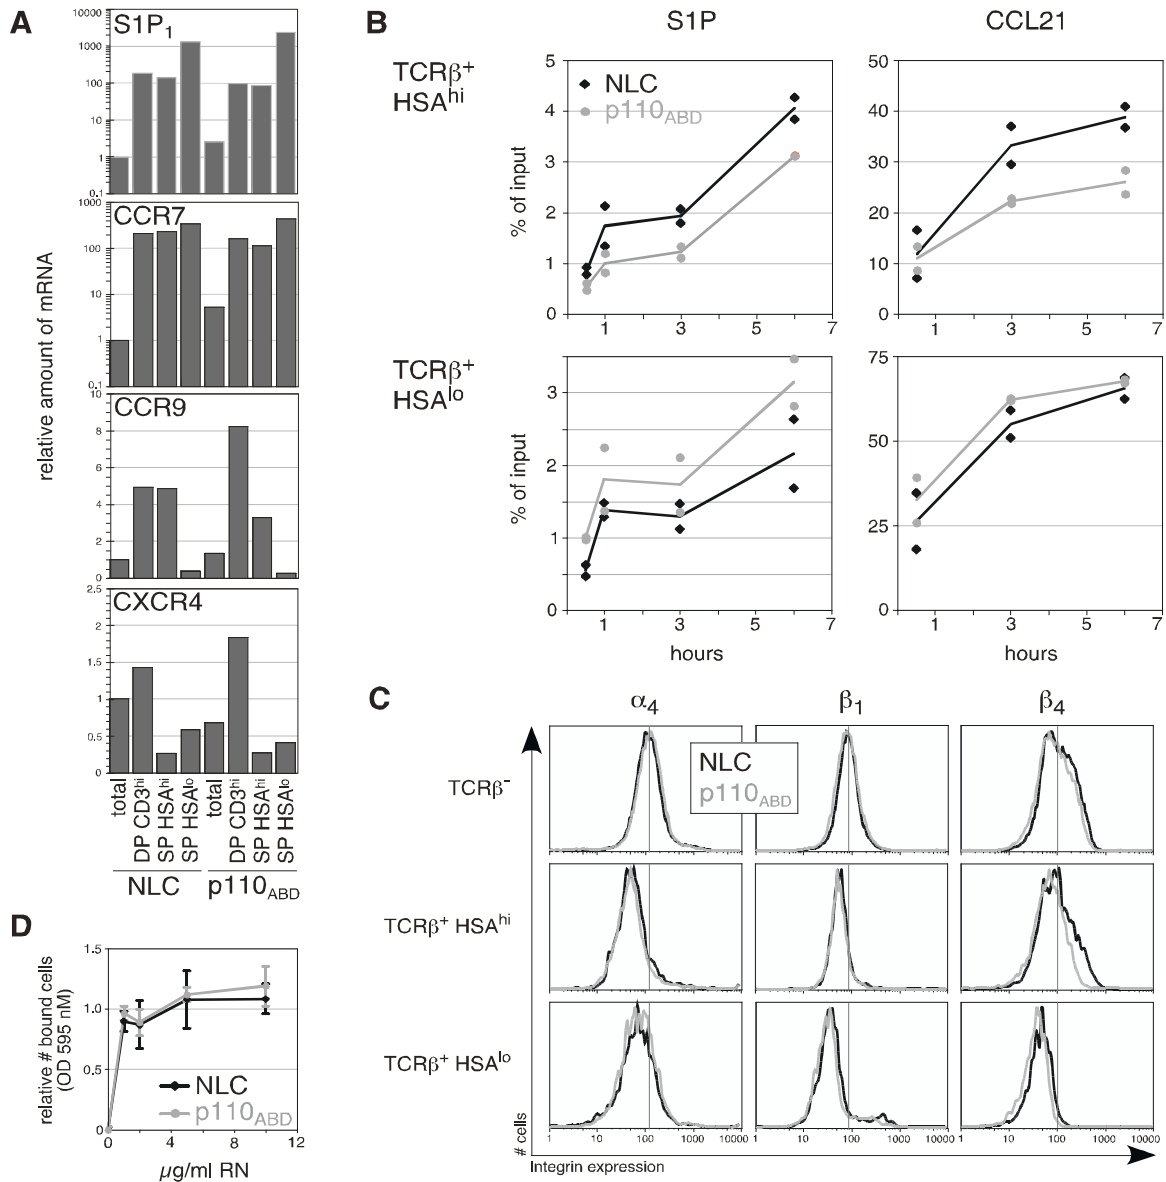 A
S1P1
10000
1000
100
10
1
0.1
CCR7
1000
100
10
1
0.1
CCR9
10
8
6
4
2
0
CXCR4
2.5
2
1.5
1
0.5
0
relative amount of mRNA
total
DP CD3hi
SP HSAhi
SP HSAlo
total
DP CD3hi
SP HSAhi
SP HSAlo
NLC
p110ABD
B
S1P
CCL21
TCRβ+
HSAhi
NLC
p110ABD
% of input
5
4
3
2
1
0
1
3
5
7
50
40
30
20
10
0
1
3
5
7
TCRβ+
HSAlo
% of input
3
2
1
0
1
3
5
7
hours
75
50
25
0
1
3
5
7
hours
C
α4
β1
β4
NLC
p110ABD
TCRβ-
TCRβ+ HSAhi
TCRβ+ HSAlo
# cells
1
10
100
1000
10000
1
10
100
1000
10000
1
10
100
1000
10000
Integrin expression
D
relative # bound cells
(OD 595 nM)
1.5
1.0
0.5
0
NLC
p110ABD
0
4
8
12
µg/ml RN